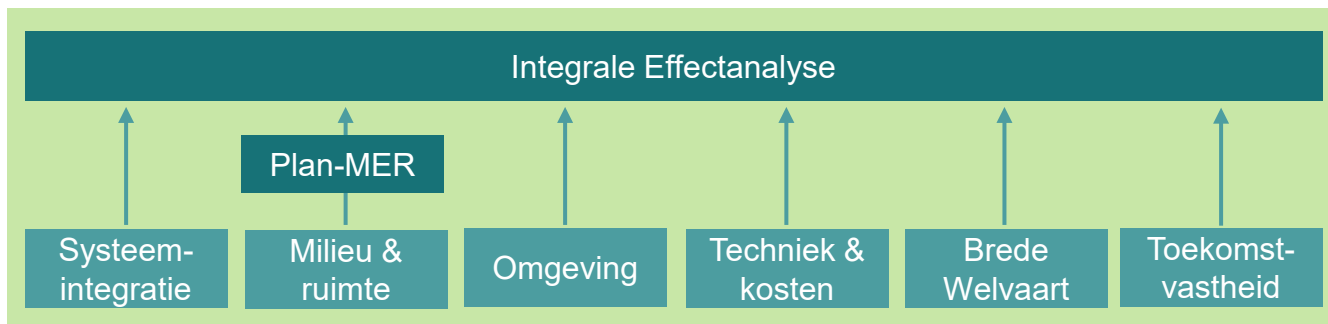 Integrale Effectanalyse
Plan-MER
Systeem-
integratie
Milieu &
ruimte
Omgeving
Techniek &
kosten
Brede
Welvaart
Toekomst-
vastheid